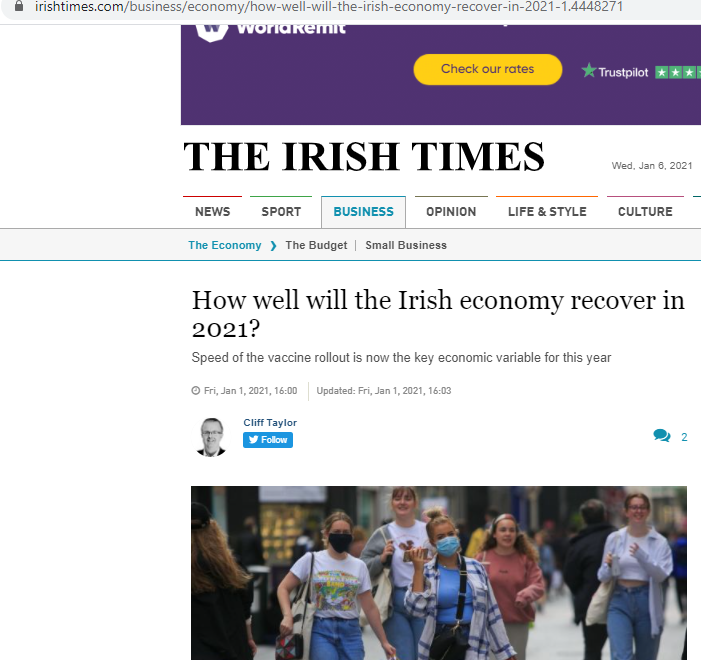 irishtimes.com/business/economy/how-well-will-the-irish-economy-recover-in-2021-1.4448271
WorldRemit
Check our rates
Trustpilot
THE IRISH TIMES
Wed, Jan 6, 2021
NEWS SPORT BUSINESS OPINION LIFE & STYLE CULTURE
The Economy ❯ The Budget | Small Business
How well will the Irish economy recover in
2021?
Speed of the vaccine rollout is now the key economic variable for this year
Fri, Jan 1, 2021, 16:00 | Updated: Fri, Jan 1, 2021, 16:03
Cliff Taylor
Follow
2